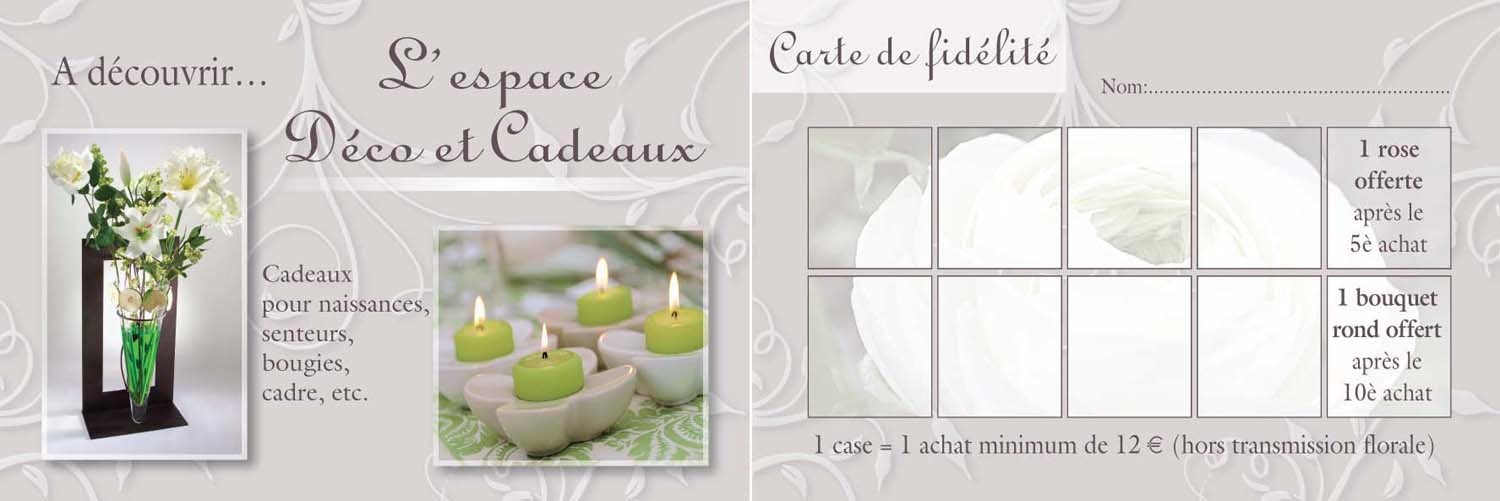 A découvrir...
L'espace
Déco et Cadeaux
Cadeaux
pour naissances,
senteurs,
bougies,
cadre, etc.
Carte de fidélité
Nom:........................................................
1 rose
offerte
après le
5è achat
1 bouquet
rond offert
après le
10è achat
1 case = 1 achat minimum de 12 € (hors transmission florale)